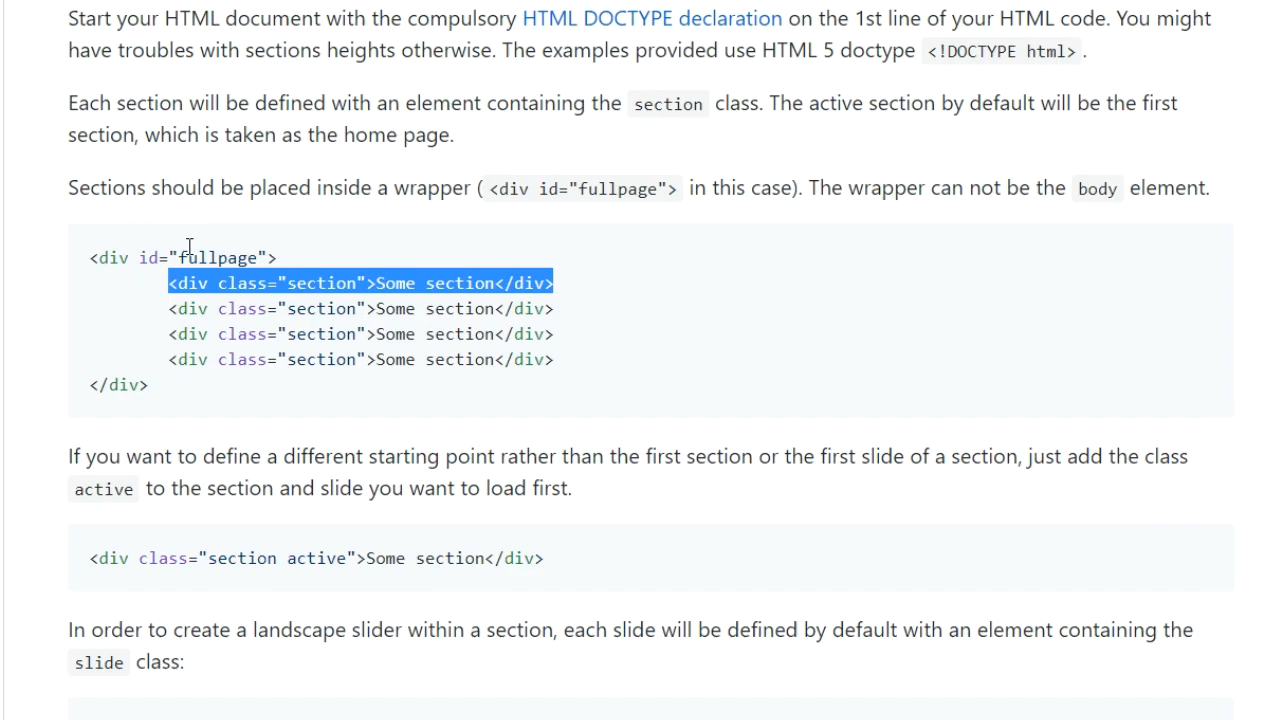 Start your HTML document with the compulsory HTML DOCTYPE declaration on the 1st line of your HTML code. You might
have troubles with sections heights otherwise. The examples provided use HTML 5 doctype <!DOCTYPE html>.
Each section will be defined with an element containing the section class. The active section by default will be the first
section, which is taken as the home page.
Sections should be placed inside a wrapper ( <div id="fullpage"> in this case). The wrapper can not be the body element.
<div id="fullpage">
<div class="section">Some section</div>
<div class="section">Some section</div>
<div class="section">Some section</div>
<div class="section">Some section</div>
</div>
If you want to define a different starting point rather than the first section or the first slide of a section, just add the class
active to the section and slide you want to load first.
<div class="section active">Some section</div>
In order to create a landscape slider within a section, each slide will be defined by default with an element containing the
slide class: